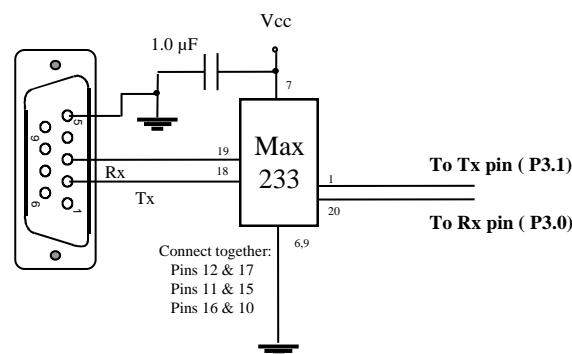 Vcc
1.0 µF
7
5
9
6
1
19
Rx
18
Tx
Max
233
1
To Tx pin ( P3.1)
20
To Rx pin ( P3.0)
6,9
Connect together:
Pins 12 & 17
Pins 11 & 15
Pins 16 & 10